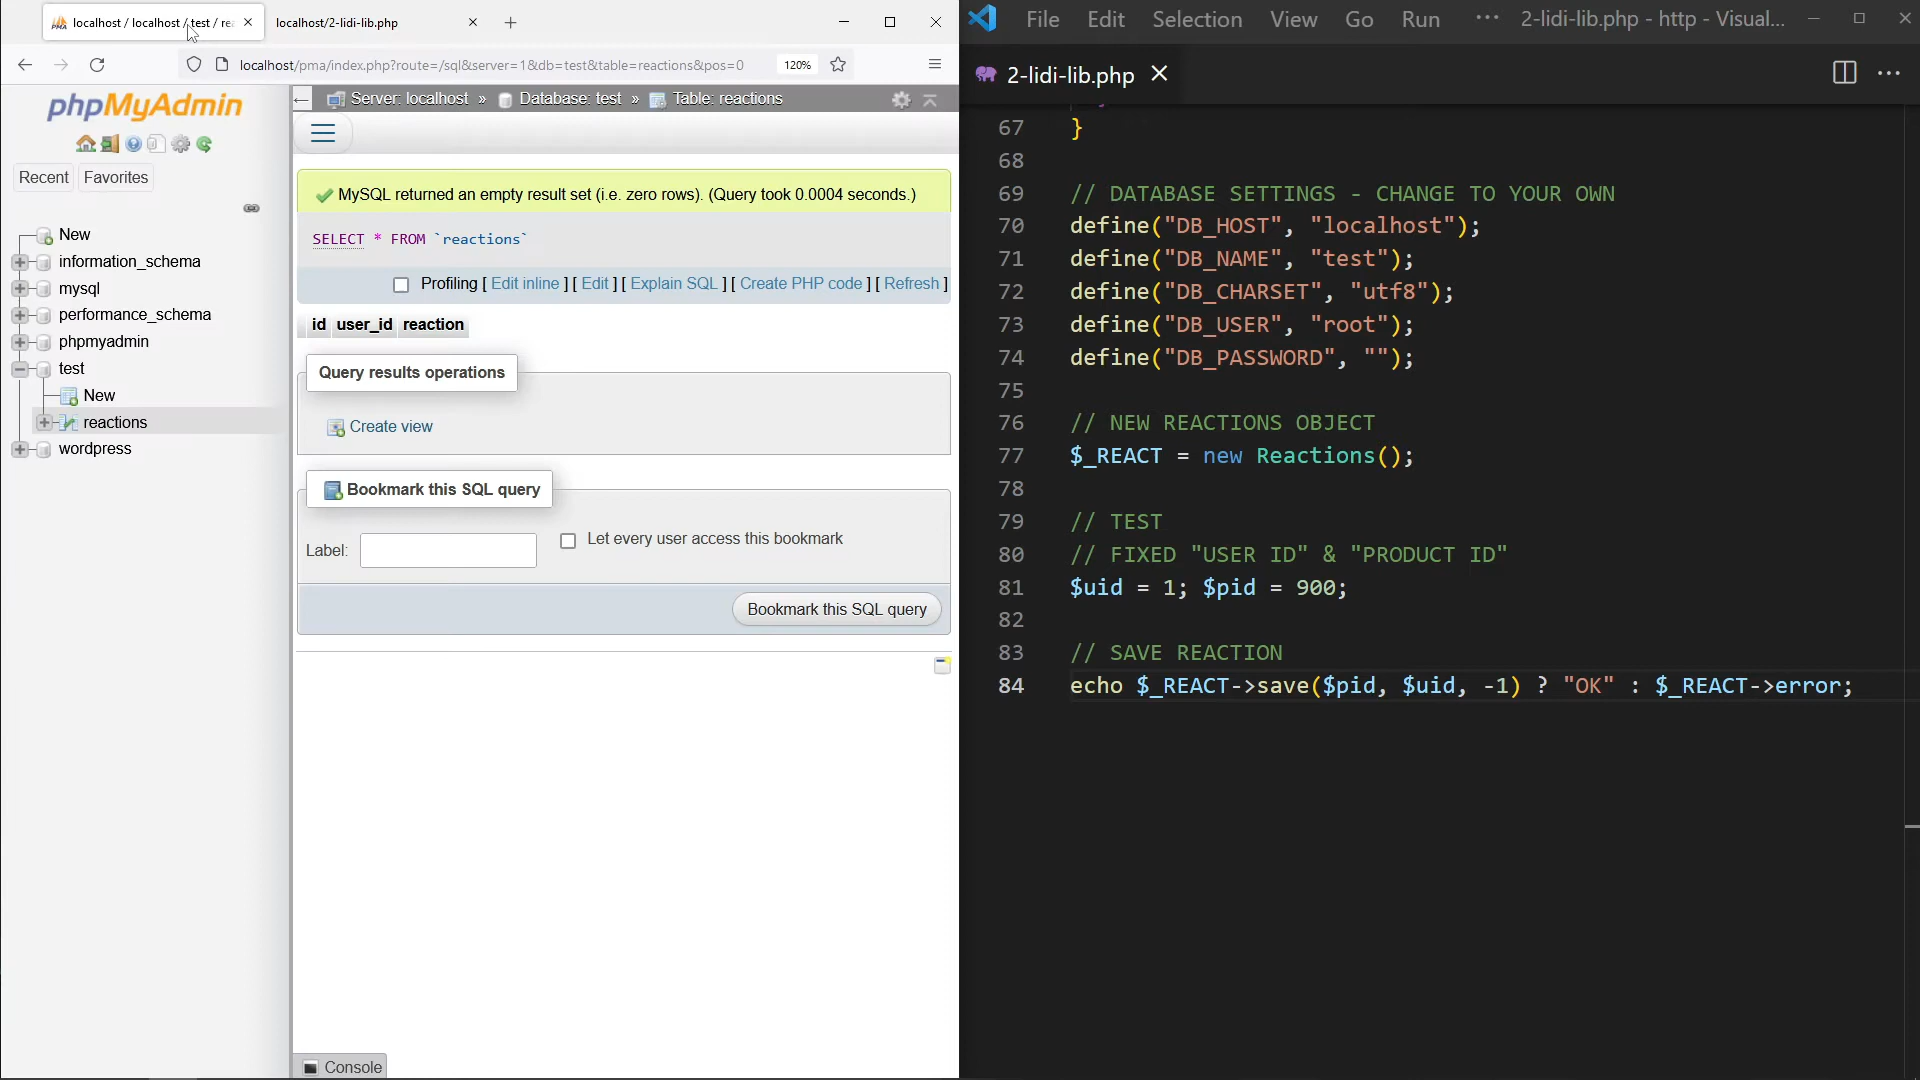 localhost / localhost / test / re
localhost/2-lidi-lib.php
localhost/pma/index.php?route=/sql&server=1&db=test&table=reactions&pos=0
120%
phpMyAdmin
Recent
Favorites
New
information_schema
mysql
performance_schema
phpmyadmin
test
New
reactions
wordpress
Server: localhost » Database: test » Table: reactions
MySQL returned an empty result set (i.e. zero rows). (Query took 0.0004 seconds.)
SELECT * FROM `reactions`
Profiling [ Edit inline ] [ Edit ] [ Explain SQL ] [ Create PHP code ] [ Refresh ]
id user_id reaction
Query results operations
Create view
Bookmark this SQL query
Label:
Let every user access this bookmark
Bookmark this SQL query
Console
File Edit Selection View Go Run ··· 2-lidi-lib.php - http - Visual...
2-lidi-lib.php
67 }
68
69 // DATABASE SETTINGS - CHANGE TO YOUR OWN
70 define("DB_HOST", "localhost");
71 define("DB_NAME", "test");
72 define("DB_CHARSET", "utf8");
73 define("DB_USER", "root");
74 define("DB_PASSWORD", "");
75
76 // NEW REACTIONS OBJECT
77 $_REACT = new Reactions();
78
79 // TEST
80 // FIXED "USER ID" & "PRODUCT ID"
81 $uid = 1; $pid = 900;
82
83 // SAVE REACTION
84 echo $_REACT->save($pid, $uid, -1) ? "OK" : $_REACT->error;